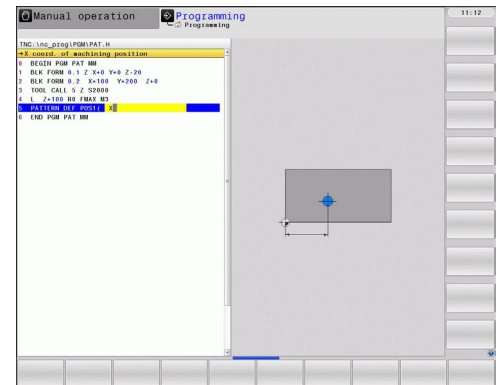 Manual operation
Programming
Programming
11:12
TNC:\nc_prog\PGM\PAT.H
→X coord. of machining position
0 BEGIN PGM PAT MM
1 BLK FORM 0.1 Z X+0 Y+0 Z-20
2 BLK FORM 0.2 X+100 Y+200 Z+0
3 TOOL CALL 5 Z S2000
4 L Z+100 R0 FMAX M3
5 PATTERN DEF POS1( X
6 END PGM PAT MM